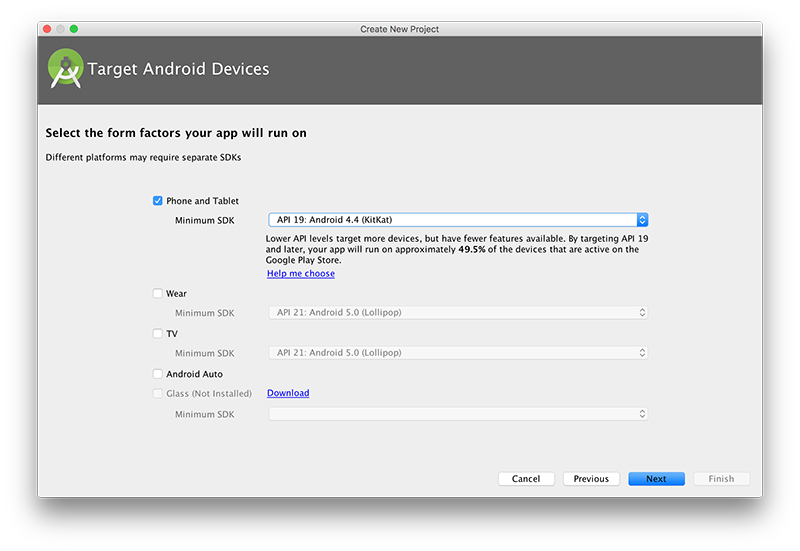 Create New Project
Target Android Devices
Select the form factors your app will run on
Different platforms may require separate SDKs
Phone and Tablet
Minimum SDK API 19: Android 4.4 (KitKat)
Lower API levels target more devices, but have fewer features available. By targeting API 19
and later, your app will run on approximately 49.5% of the devices that are active on the
Google Play Store.
Help me choose
Wear
Minimum SDK API 21: Android 5.0 (Lollipop)
TV
Minimum SDK API 21: Android 5.0 (Lollipop)
Android Auto
Glass (Not Installed) Download
Minimum SDK
Cancel Previous Next Finish